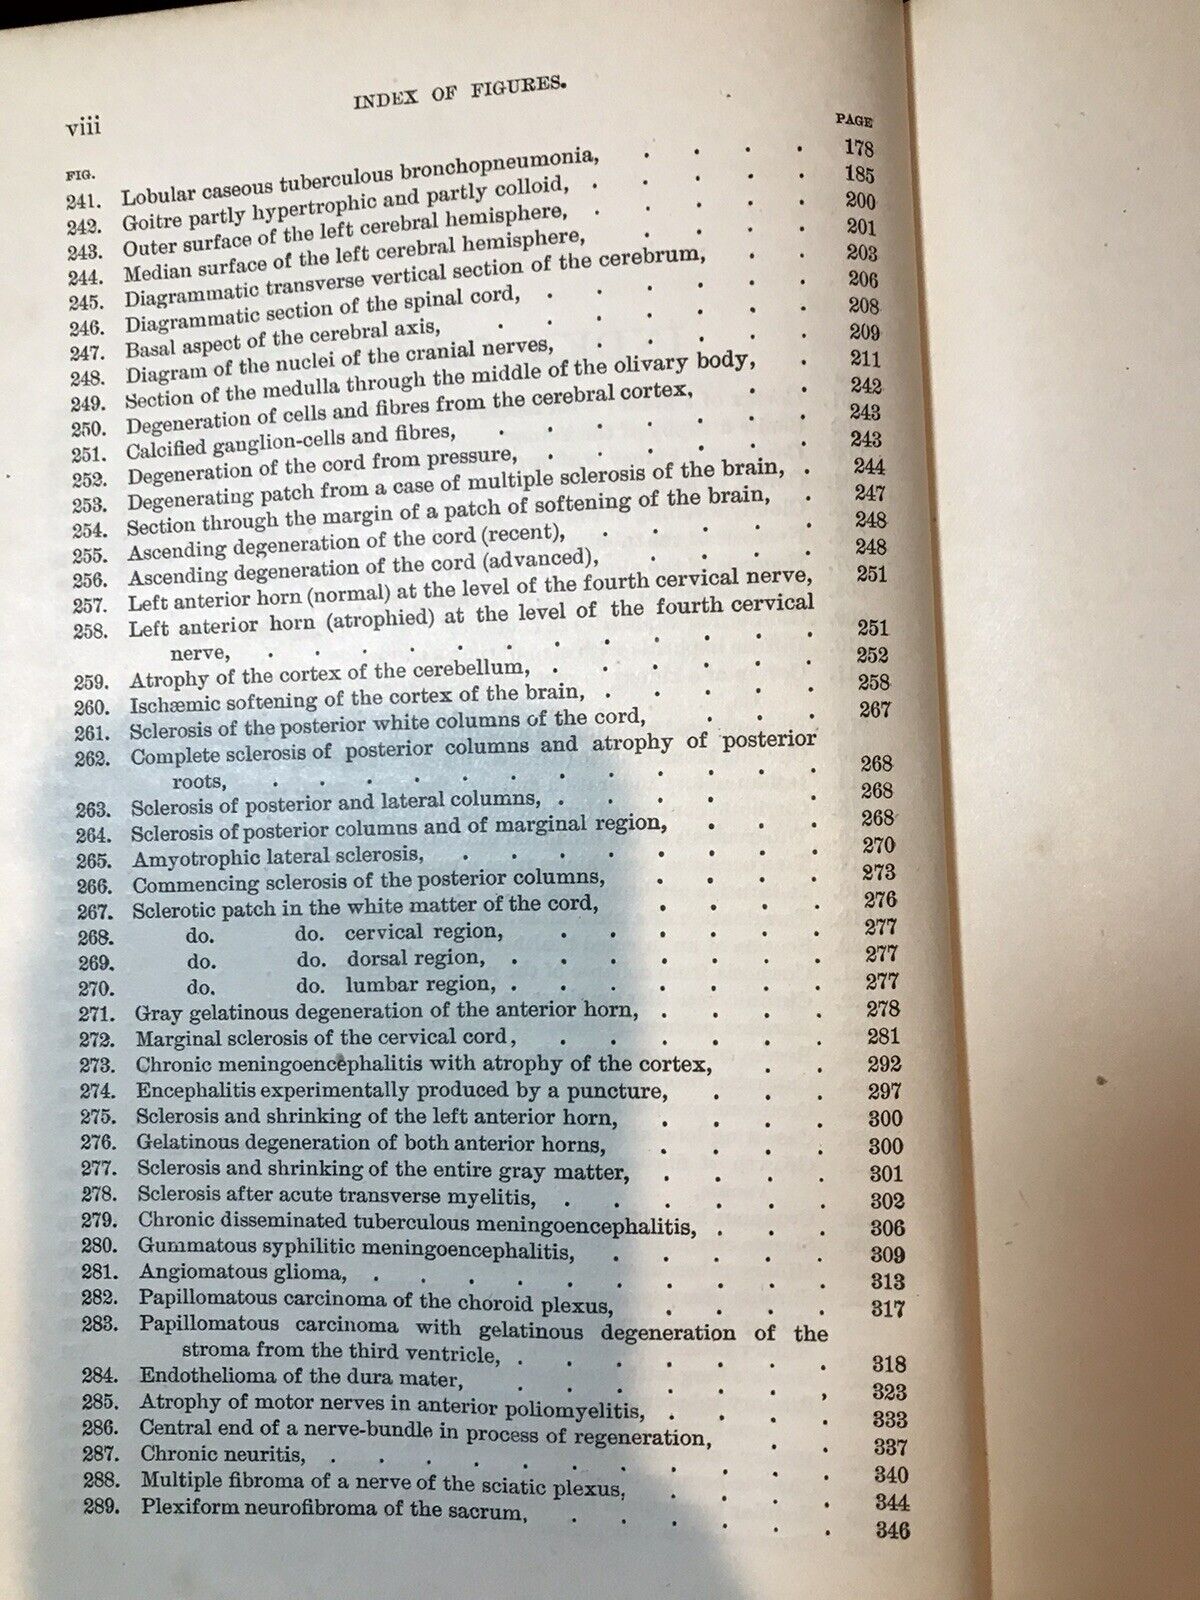 INDEX OF FIGURES.
viii
FIG. PAGE
241. Lobular caseous tuberculous bronchopneumonia, . . . . 178
242. Goitre partly hypertrophic and partly colloid, . . . . . 185
243. Outer surface of the left cerebral hemisphere, . . . . . 200
244. Median surface of the left cerebral hemisphere, . . . . 201
245. Diagrammatic transverse vertical section of the cerebrum, . . 203
246. Diagrammatic section of the spinal cord, . . . . . . 206
247. Basal aspect of the cerebral axis, . . . . . . . 208
248. Diagram of the nuclei of the cranial nerves, . . . . . 209
249. Section of the medulla through the middle of the olivary body, . 211
250. Degeneration of cells and fibres from the cerebral cortex, . . 242
251. Calcified ganglion-cells and fibres, . . . . . . . 243
252. Degeneration of the cord from pressure, . . . . . . 243
253. Degenerating patch from a case of multiple sclerosis of the brain, . 244
254. Section through the margin of a patch of softening of the brain, . 247
255. Ascending degeneration of the cord (recent), . . . . . 248
256. Ascending degeneration of the cord (advanced), . . . . 248
257. Left anterior horn (normal) at the level of the fourth cervical nerve, 251
258. Left anterior horn (atrophied) at the level of the fourth cervical
nerve, . . . . . . . . . . . . 251
259. Atrophy of the cortex of the cerebellum, . . . . . . 252
260. Ischæmic softening of the cortex of the brain, . . . . . 258
261. Sclerosis of the posterior white columns of the cord, . . . 267
262. Complete sclerosis of posterior columns and atrophy of posterior
roots, . . . . . . . . . . . . 268
263. Sclerosis of posterior and lateral columns, . . . . . 268
264. Sclerosis of posterior columns and of marginal region, . . . 268
265. Amyotrophic lateral sclerosis, . . . . . . . . 270
266. Commencing sclerosis of the posterior columns, . . . . 273
267. Sclerotic patch in the white matter of the cord, . . . . 276
268. do. do. cervical region, . . . . . . 277
269. do. do. dorsal region, . . . . . . . 277
270. do. do. lumbar region, . . . . . . . 277
271. Gray gelatinous degeneration of the anterior horn, . . . . 278
272. Marginal sclerosis of the cervical cord, . . . . . . 281
273. Chronic meningoencephalitis with atrophy of the cortex, . . 292
274. Encephalitis experimentally produced by a puncture, . . . 297
275. Sclerosis and shrinking of the left anterior horn, . . . . 300
276. Gelatinous degeneration of both anterior horns, . . . . 300
277. Sclerosis and shrinking of the entire gray matter, . . . . 301
278. Sclerosis after acute transverse myelitis, . . . . . . 302
279. Chronic disseminated tuberculous meningoencephalitis, . . . 306
280. Gummatous syphilitic meningoencephalitis, . . . . . 309
281. Angiomatous glioma, . . . . . . . . . . 313
282. Papillomatous carcinoma of the choroid plexus, . . . . 317
283. Papillomatous carcinoma with gelatinous degeneration of the
stroma from the third ventricle, . . . . . . . 318
284. Endothelioma of the dura mater, . . . . . . , 323
285. Atrophy of motor nerves in anterior poliomyelitis, . . . . 333
286. Central end of a nerve-bundle in process of regeneration, . . 337
287. Chronic neuritis, . . . . . . . . . . . 340
288. Multiple fibroma of a nerve of the sciatic plexus, . . . . 344
289. Plexiform neurofibroma of the sacrum, . . . . . . 346